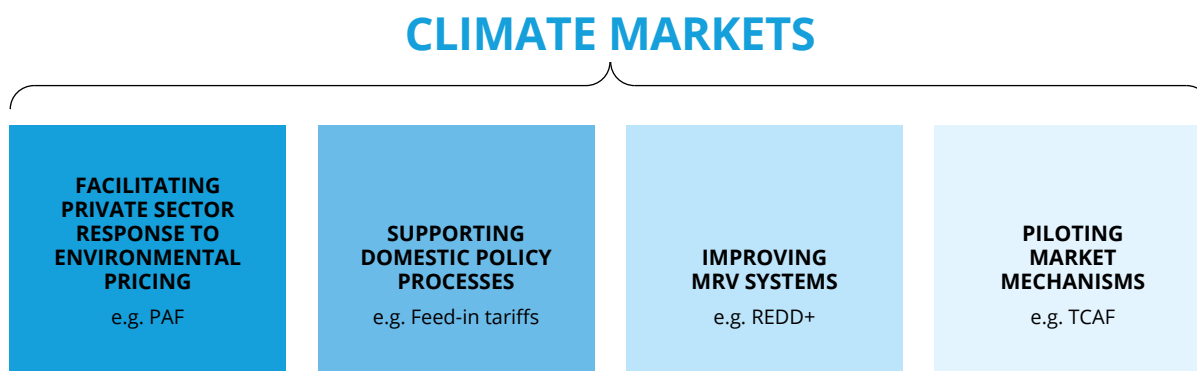 CLIMATE MARKETS
FACILITATING
PRIVATE SECTOR
RESPONSE TO
ENVIRONMENTAL
PRICING
e.g. PAF
SUPPORTING
DOMESTIC POLICY
PROCESSES
e.g. Feed-in tariffs
IMPROVING
MRV SYSTEMS
e.g. REDD+
PILOTING
MARKET
MECHANISMS
e.g. TCAF